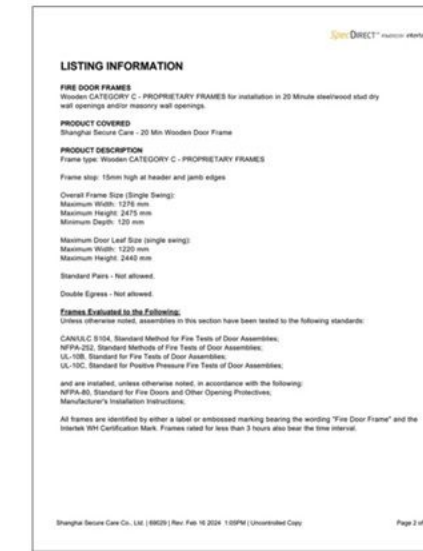 SpecDIRECT™ POWERED BY intertek
LISTING INFORMATION
FIRE DOOR FRAMES
Wooden CATEGORY C - PROPRIETARY FRAMES for installation in 20 Minute steel/wood stud dry
wall openings and/or masonry wall openings.
PRODUCT COVERED
Shanghai Secure Care - 20 Min Wooden Door Frame
PRODUCT DESCRIPTION
Frame type: Wooden CATEGORY C - PROPRIETARY FRAMES
Frame stop: 15mm high at header and jamb edges
Overall Frame Size (Single Swing):
Maximum Width: 1276 mm
Maximum Height: 2475 mm
Minimum Depth: 120 mm
Maximum Door Leaf Size (single swing):
Maximum Width: 1220 mm
Maximum Height: 2440 mm
Standard Pairs - Not allowed.
Double Egress - Not allowed.
Frames Evaluated to the Following:
Unless otherwise noted, assemblies in this section have been tested to the following standards:
CAN/ULC S104, Standard Method for Fire Tests of Door Assemblies;
NFPA-252, Standard Methods of Fire Tests of Door Assemblies;
UL-10B, Standard for Fire Tests of Door Assemblies;
UL-10C, Standard for Positive Pressure Fire Tests of Door Assemblies;
and are installed, unless otherwise noted, in accordance with the following:
NFPA-80, Standard for Fire Doors and Other Opening Protectives;
Manufacturer's Installation Instructions;
All frames are identified by either a label or embossed marking bearing the wording "Fire Door Frame" and the
Intertek WH Certification Mark. Frames rated for less than 3 hours also bear the time interval.
Shanghai Secure Care Co., Ltd. | 69029 | Rev. Feb 16 2024 1:05PM | Uncontrolled Copy
Page 2 of